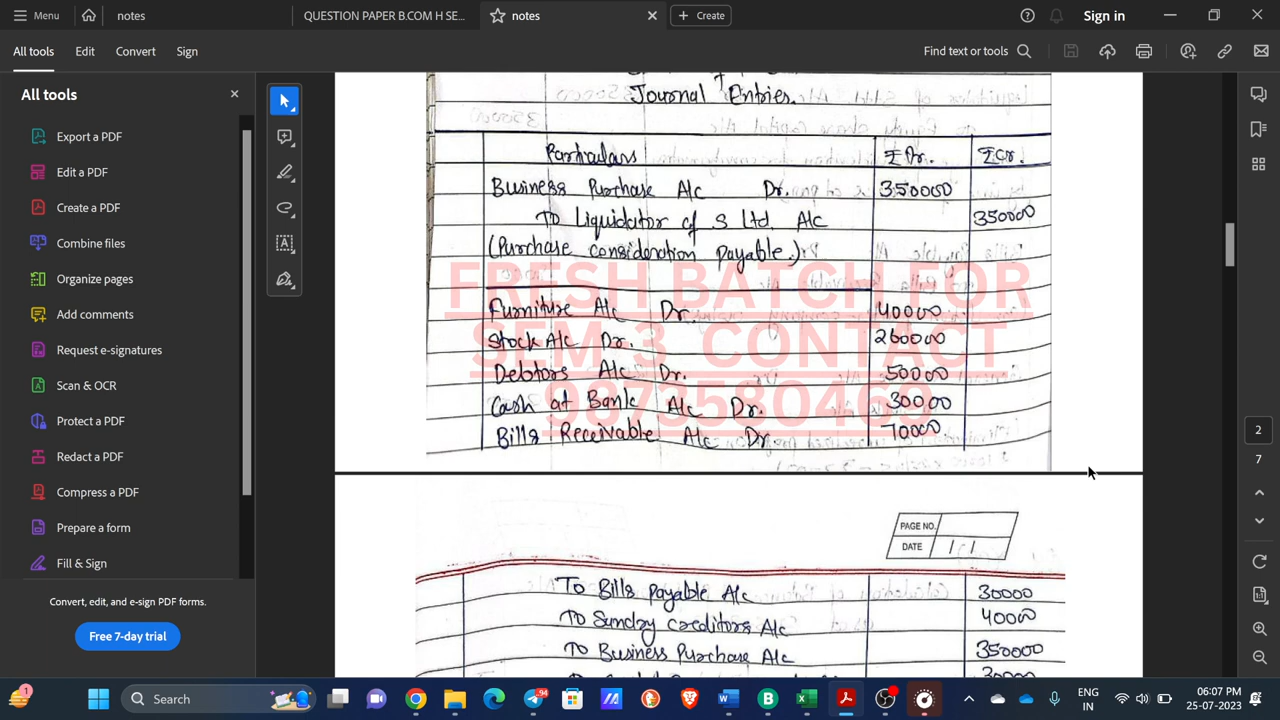 Menu
notes
QUESTION PAPER B.COM H SE...
notes
Create
Sign in
All tools
Edit
Convert
Sign
Find text or tools
All tools
Export a PDF
Edit a PDF
Create a PDF
Combine files
Organize pages
Add comments
Request e-signatures
Scan & OCR
Protect a PDF
Redact a PDF
Compress a PDF
Prepare a form
Fill & Sign
Convert, edit and e-sign PDF forms.
Free 7-day trial
Journal Entries.
Particulars ₹ Dr. ₹ Cr.
Business Purchase A/c Dr. 350000
To Liquidator of S Ltd. A/c 350000
(Purchase consideration payable.)
Furniture A/c Dr. 40000
Stock A/c Dr. 260000
Debtors A/c Dr. 50000
Cash at Bank A/c Dr. 30000
Bills Receivable A/c Dr. 70000
FRESH BATCH FOR
SEM 3 CONTACT
9873580469
PAGE NO.
DATE
To Bills payable A/c 30000
To Sundry creditors A/c 40000
To Business Purchase A/c 350000
2
7
1
Search
94
ENG
IN
06:07 PM
25-07-2023